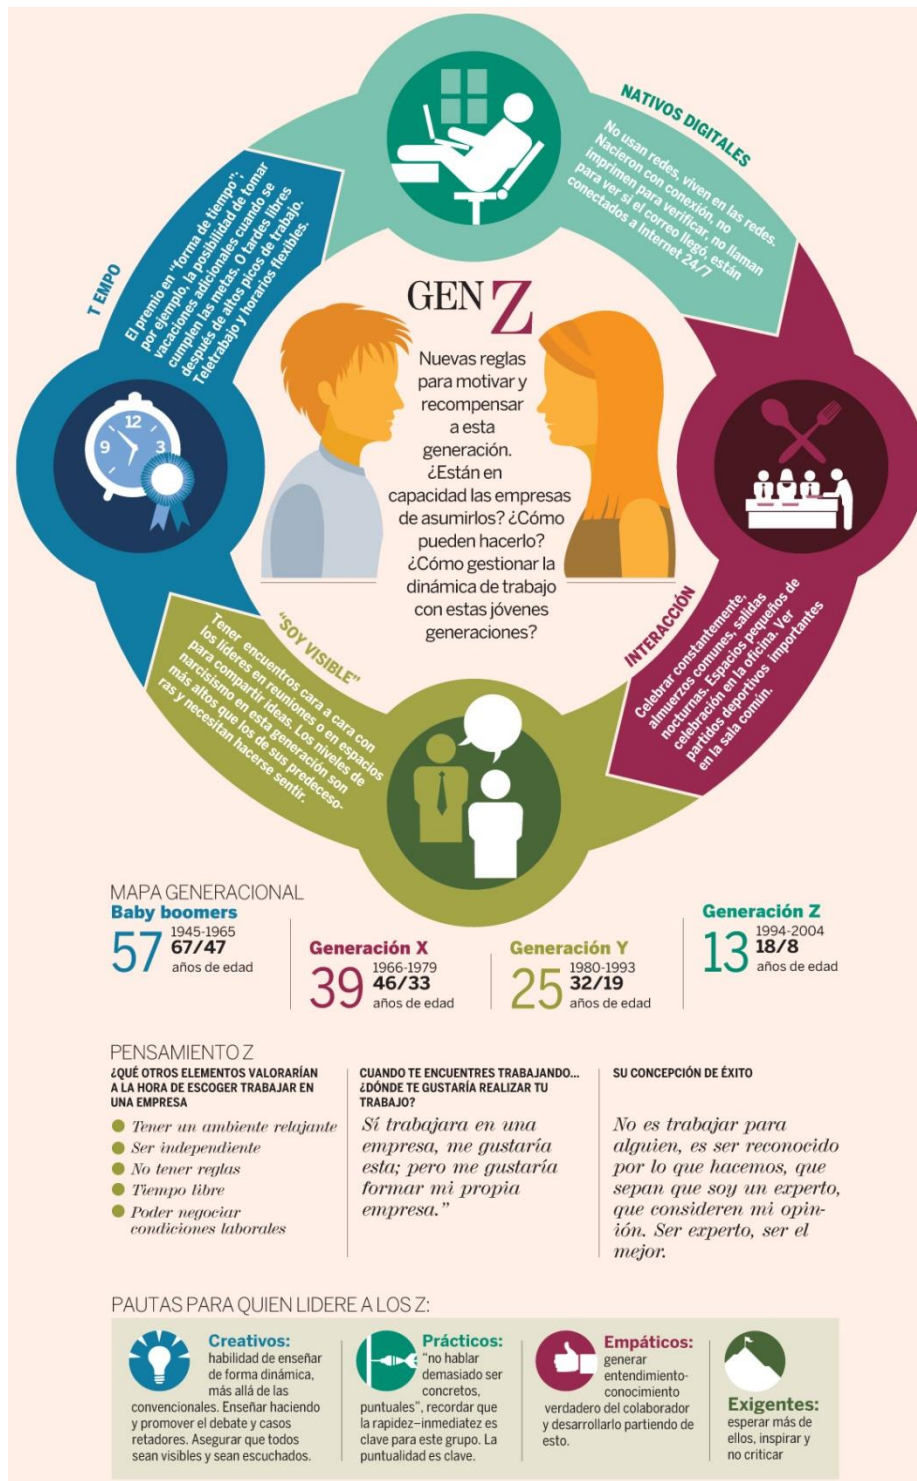 NATIVOS DIGITALES
No usan redes, viven en las redes.
Nacieron con conexión, no
imprimen para verificar, no llaman
para ver si el correo llegó, están
conectados a Internet 24/7
T EMPO
El premio en "forma de tiempo";
por ejemplo, la posibilidad de tomar
vacaciones adicionales cuando se
cumplen las metas. O tardes libres
después de altos picos de trabajo.
Teletrabajo y horarios flexibles.
12
9
3
GEN Z
Nuevas reglas
para motivar y
recompensar
a esta
generación.
¿Están en
capacidad las empresas
de asumirlos? ¿Cómo
pueden hacerlo?
¿Cómo gestionar la
dinámica de trabajo
con estas jóvenes
generaciones?
INTERACCIÓN
Celebrar constantemente,
almuerzos comunes, salidas
nocturnas. Espacios pequeños de
celebración en la oficina. Ver
partidos deportivos importantes
en la sala común.
"SOY VISIBLE"
Tener encuentros cara a cara con
los líderes en reuniones o en espacios
para compartir ideas. Los niveles de
narcisismo en esta generación son
más altos que los de sus predeceso-
ras y necesitan hacerse sentir.
MAPA GENERACIONAL
Baby boomers
57
1945-1965
67/47
años de edad
Generación X
39
1966-1979
46/33
años de edad
Generación Y
25
1980-1993
32/19
años de edad
Generación Z
13
1994-2004
18/8
años de edad
PENSAMIENTO Z
¿QUÉ OTROS ELEMENTOS VALORARÍAN
A LA HORA DE ESCOGER TRABAJAR EN
UNA EMPRESA
Tener un ambiente relajante
Ser independiente
No tener reglas
Tiempo libre
Poder negociar
condiciones laborales
CUANDO TE ENCUENTRES TRABAJANDO...
¿DÓNDE TE GUSTARÍA REALIZAR TU
TRABAJO?
Sí trabajara en una
empresa, me gustaría
esta; pero me gustaría
formar mi propia
empresa."
SU CONCEPCIÓN DE ÉXITO
No es trabajar para
alguien, es ser reconocido
por lo que hacemos, que
sepan que soy un experto,
que consideren mi opin-
ión. Ser experto, ser el
mejor.
PAUTAS PARA QUIEN LIDERE A LOS Z:
Creativos:
habilidad de enseñar
de forma dinámica,
más allá de las
convencionales. Enseñar haciendo
y promover el debate y casos
retadores. Asegurar que todos
sean visibles y sean escuchados.
Prácticos:
"no hablar
demasiado ser
concretos,
puntuales", recordar que
la rapidez–inmediatez es
clave para este grupo. La
puntualidad es clave.
Empáticos:
generar
entendimiento-
conocimiento
verdadero del colaborador
y desarrollarlo partiendo de
esto.
Exigentes:
esperar más de
ellos, inspirar y
no criticar